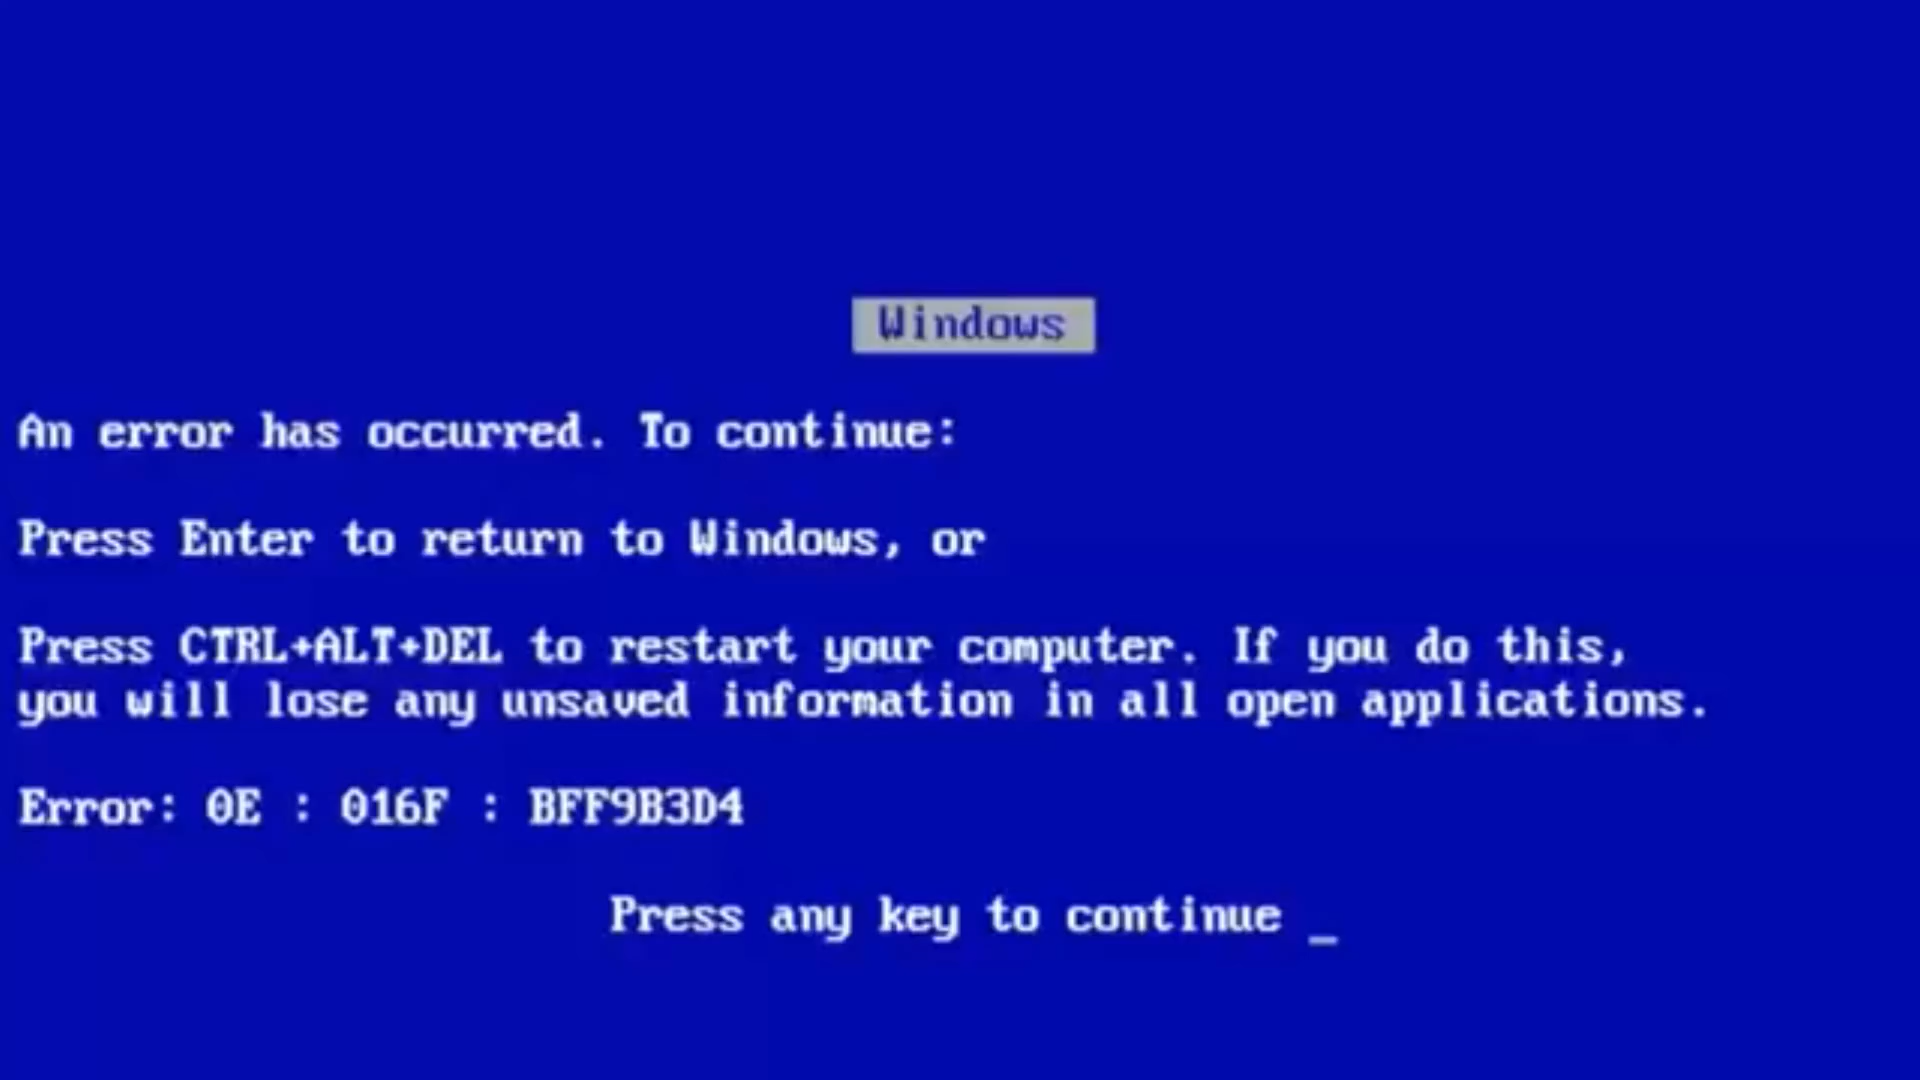 Windows
An error has occurred. To continue:
Press Enter to return to Windows, or
Press CTRL+ALT+DEL to restart your computer. If you do this,
you will lose any unsaved information in all open applications.
Error: 0E : 016F : BFF9B3D4
Press any key to continue _